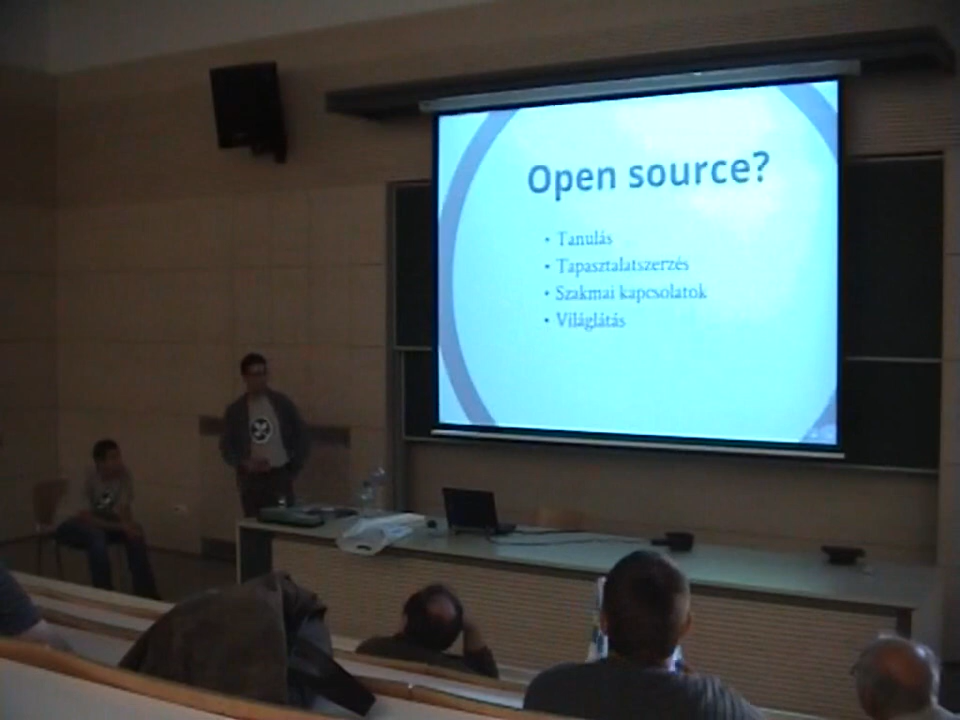 Open source?
• Tanulás
• Tapasztalatszerzés
• Szakmai kapcsolatok
• Világlátás